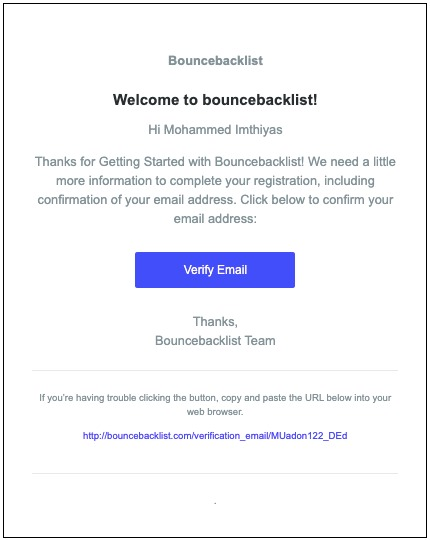 Bouncebacklist
Welcome to bouncebacklist!
Hi Mohammed Imthiyas
Thanks for Getting Started with Bouncebacklist! We need a little
more information to complete your registration, including
confirmation of your email address. Click below to confirm your
email address:
Verify Email
Thanks,
Bouncebacklist Team
If you're having trouble clicking the button, copy and paste the URL below into your
web browser.
http://bouncebacklist.com/verification_email/MUadon122_DEd
.